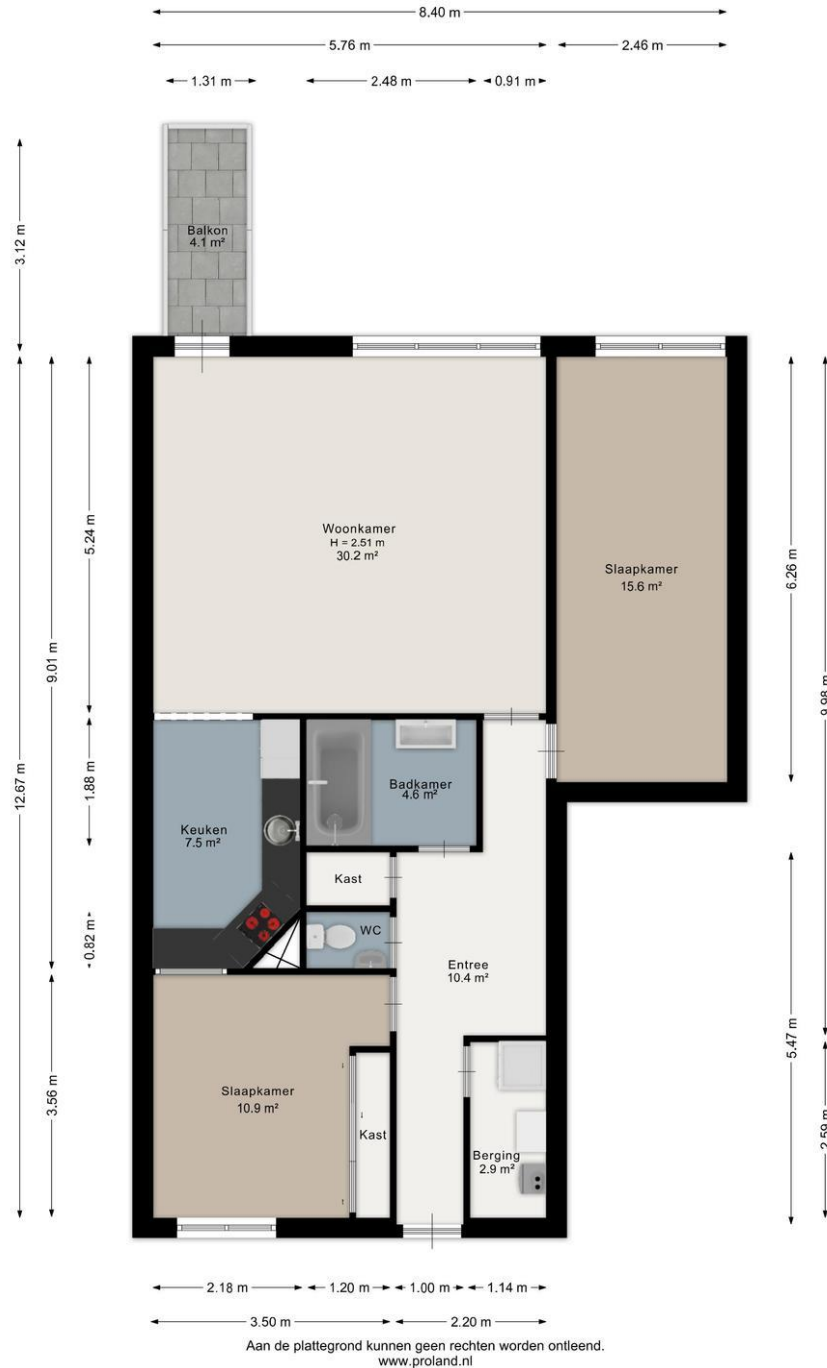 8.40 m
5.76 m
2.46 m
1.31 m
2.48 m
0.91 m
3.12 m
Balkon
4.1 m²
Woonkamer
H = 2.51 m
30.2 m²
Slaapkamer
15.6 m²
5.24 m
6.26 m
9.01 m
9.98 m
12.67 m
1.88 m
Badkamer
4.6 m²
Keuken
7.5 m²
Kast
WC
0.82 m
Entree
10.4 m²
5.47 m
Slaapkamer
10.9 m²
3.56 m
Kast
Berging
2.9 m²
2.59 m
2.18 m
1.20 m
1.00 m
1.14 m
3.50 m
2.20 m
Aan de plattegrond kunnen geen rechten worden ontleend.
www.proland.nl